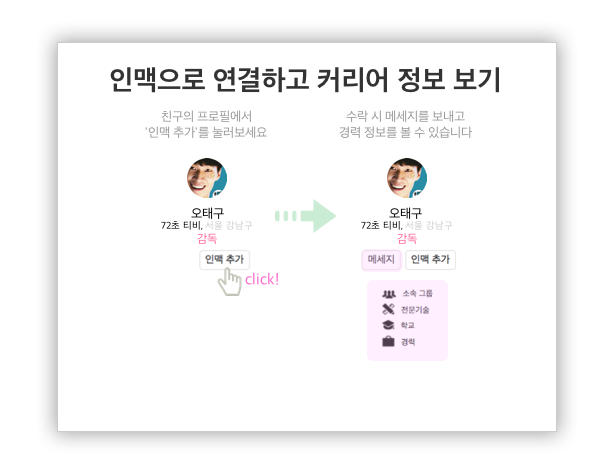 인맥으로 연결하고 커리어 정보 보기
친구의 프로필에서
'인맥 추가'를 눌러보세요
오태구
72초 티비, 서울 강남구
감독
인맥 추가
click!
수락 시 메세지를 보내고
경력 정보를 볼 수 있습니다
오태구
72초 티비, 서울 강남구
감독
메세지 인맥 추가
소속 그룹
전문기술
학교
경력